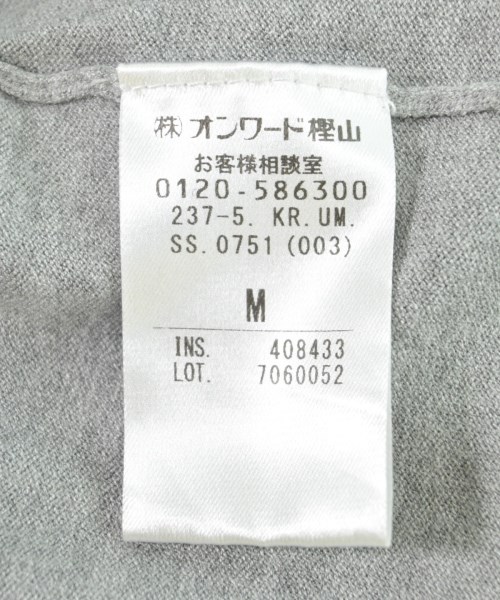 ㈱オンワード樫山
お客様相談室
0120-586300
237-5. KR. UM.
SS. 0751 (003)
M
INS. 408433
LOT. 7060052